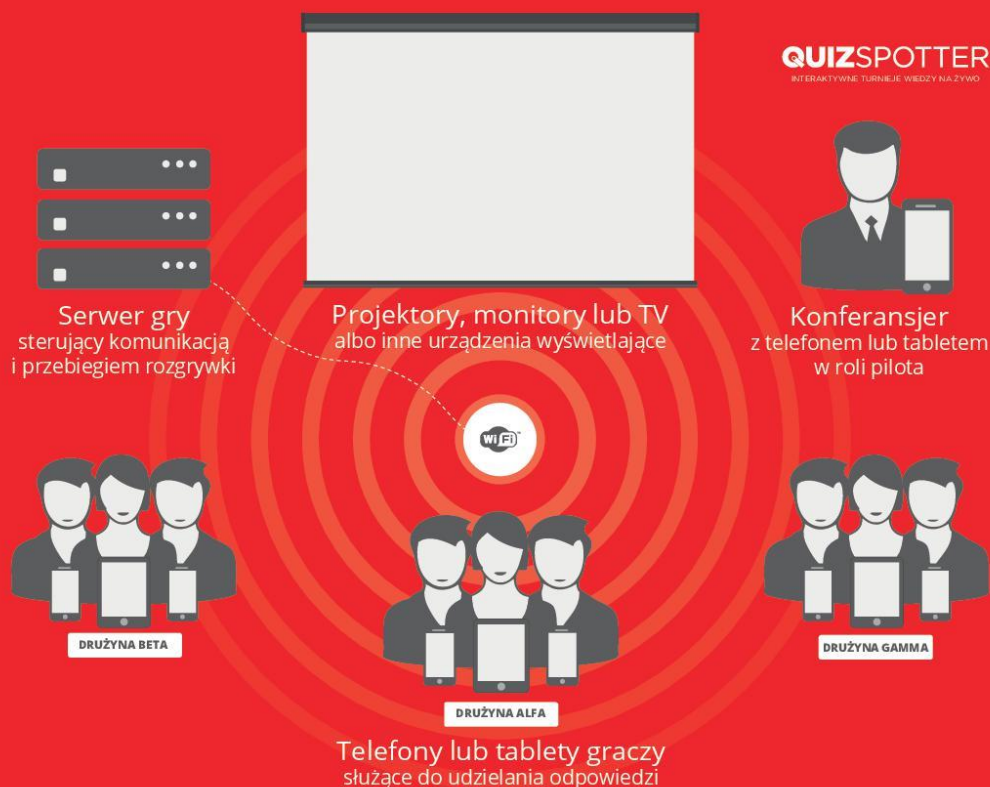 QUIZSPOTTER
INTERAKTYWNE TURNIEJE WIEDZY NA ŻYWO
Serwer gry
sterujący komunikacją
i przebiegiem rozgrywki
Projektory, monitory lub TV
albo inne urządzenia wyświetlające
Konferansjer
z telefonem lub tabletem
w roli pilota
Wi Fi
DRUŻYNA BETA
DRUŻYNA ALFA
DRUŻYNA GAMMA
Telefony lub tablety graczy
służące do udzielania odpowiedzi